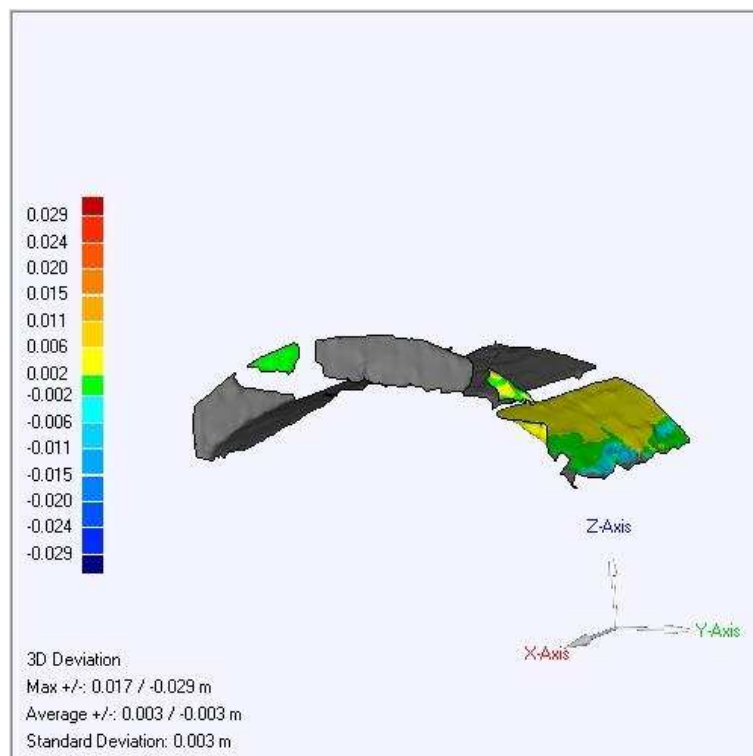 0.029
0.024
0.020
0.015
0.011
0.006
0.002
-0.002
-0.006
-0.011
-0.015
-0.020
-0.024
-0.029
Z-Axis
Y-Axis
X-Axis
3D Deviation
Max +/-: 0.017 / -0.029 m
Average +/-: 0.003 / -0.003 m
Standard Deviation: 0.003 m